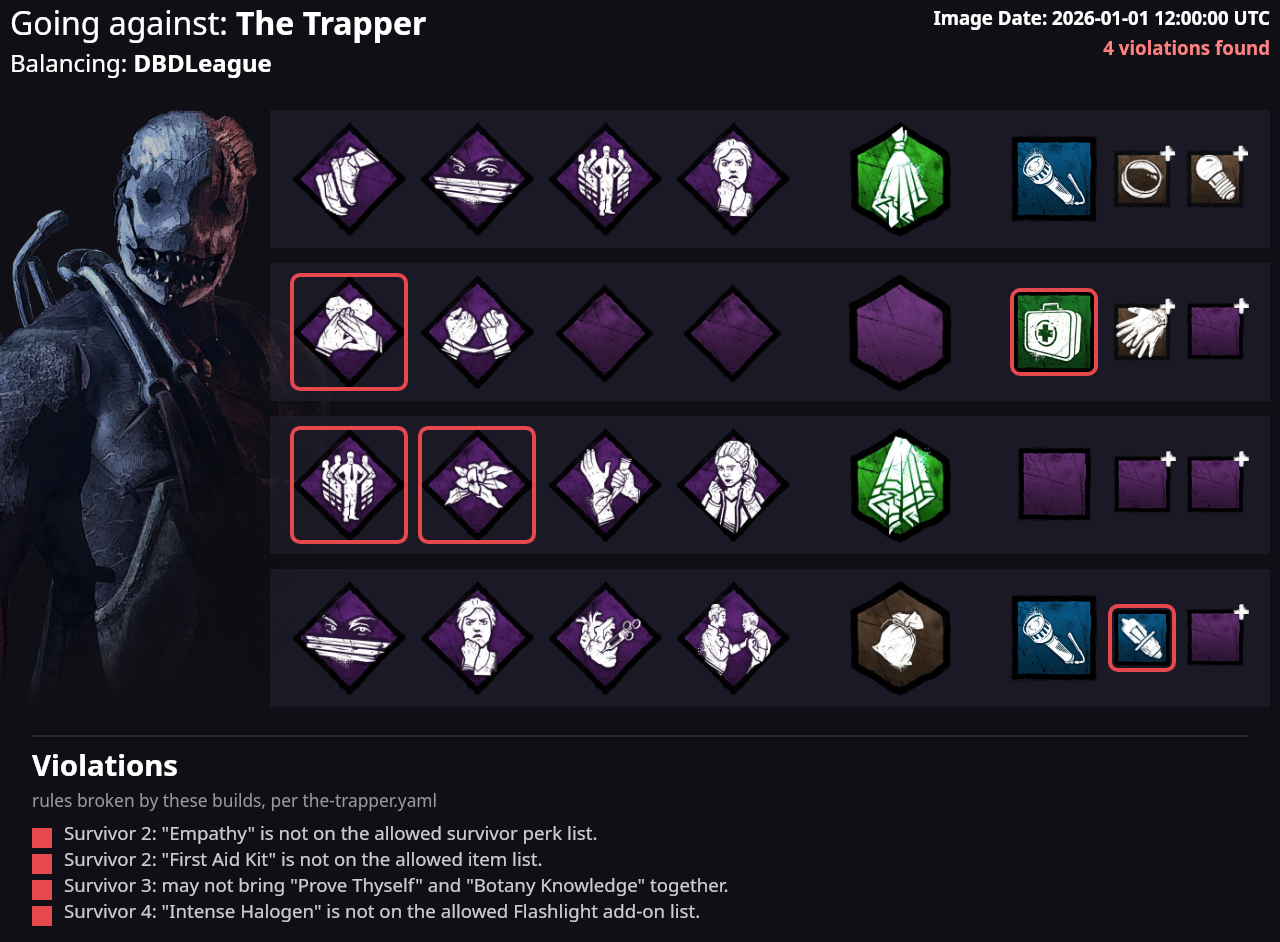 Going against: The Trapper
Balancing: DBDLeague
Image Date: 2026-01-01 12:00:00 UTC
4 violations found
Violations
rules broken by these builds, per the-trapper.yaml
Survivor 2: "Empathy" is not on the allowed survivor perk list.
Survivor 2: "First Aid Kit" is not on the allowed item list.
Survivor 3: may not bring "Prove Thyself" and "Botany Knowledge" together.
Survivor 4: "Intense Halogen" is not on the allowed Flashlight add-on list.